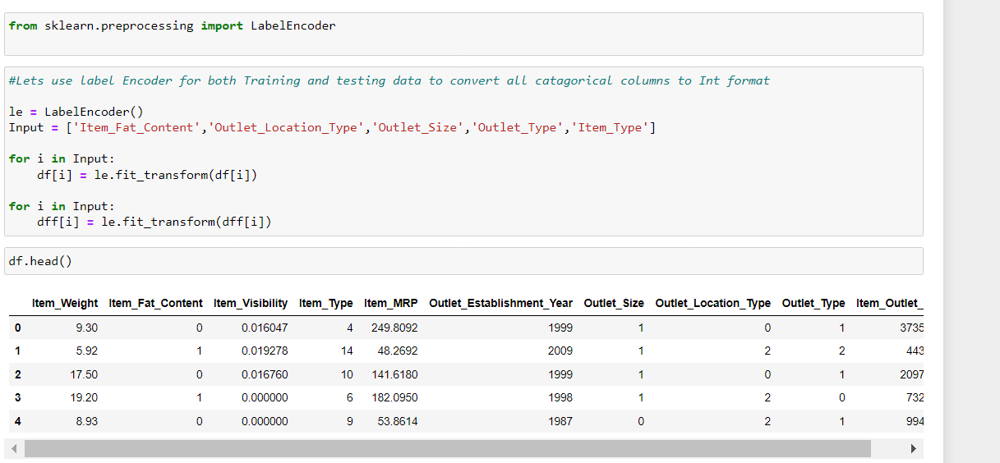 from sklearn.preprocessing import LabelEncoder
#Lets use label Encoder for both Training and testing data to convert all catagorical columns to Int format
le = LabelEncoder()
Input = ['Item_Fat_Content','Outlet_Location_Type','Outlet_Size','Outlet_Type','Item_Type']
for i in Input:
    df[i] = le.fit_transform(df[i])
for i in Input:
    dff[i] = le.fit_transform(dff[i])
df.head()
Item_Weight Item_Fat_Content Item_Visibility Item_Type Item_MRP Outlet_Establishment_Year Outlet_Size Outlet_Location_Type Outlet_Type Item_Outlet_
0 9.30 0 0.016047 4 249.8092 1999 1 0 1 3735
1 5.92 1 0.019278 14 48.2692 2009 1 2 2 443
2 17.50 0 0.016760 10 141.6180 1999 1 0 1 2097
3 19.20 1 0.000000 6 182.0950 1998 1 2 0 732
4 8.93 0 0.000000 9 53.8614 1987 0 2 1 994